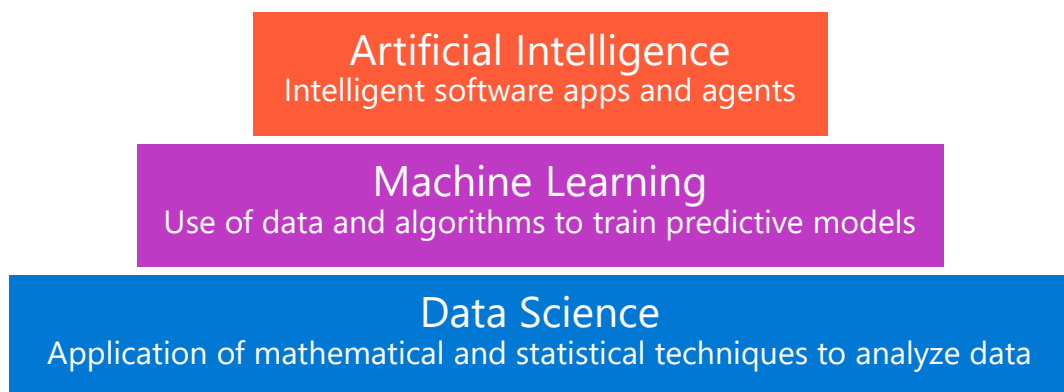 Artificial Intelligence
Intelligent software apps and agents
Machine Learning
Use of data and algorithms to train predictive models
Data Science
Application of mathematical and statistical techniques to analyze data